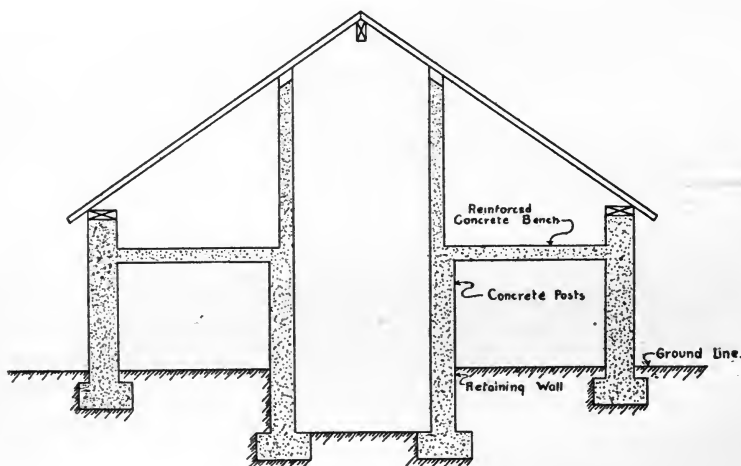 Reinforced
Concrete Bench
Concrete Posts
Ground Line.
Retaining Wall